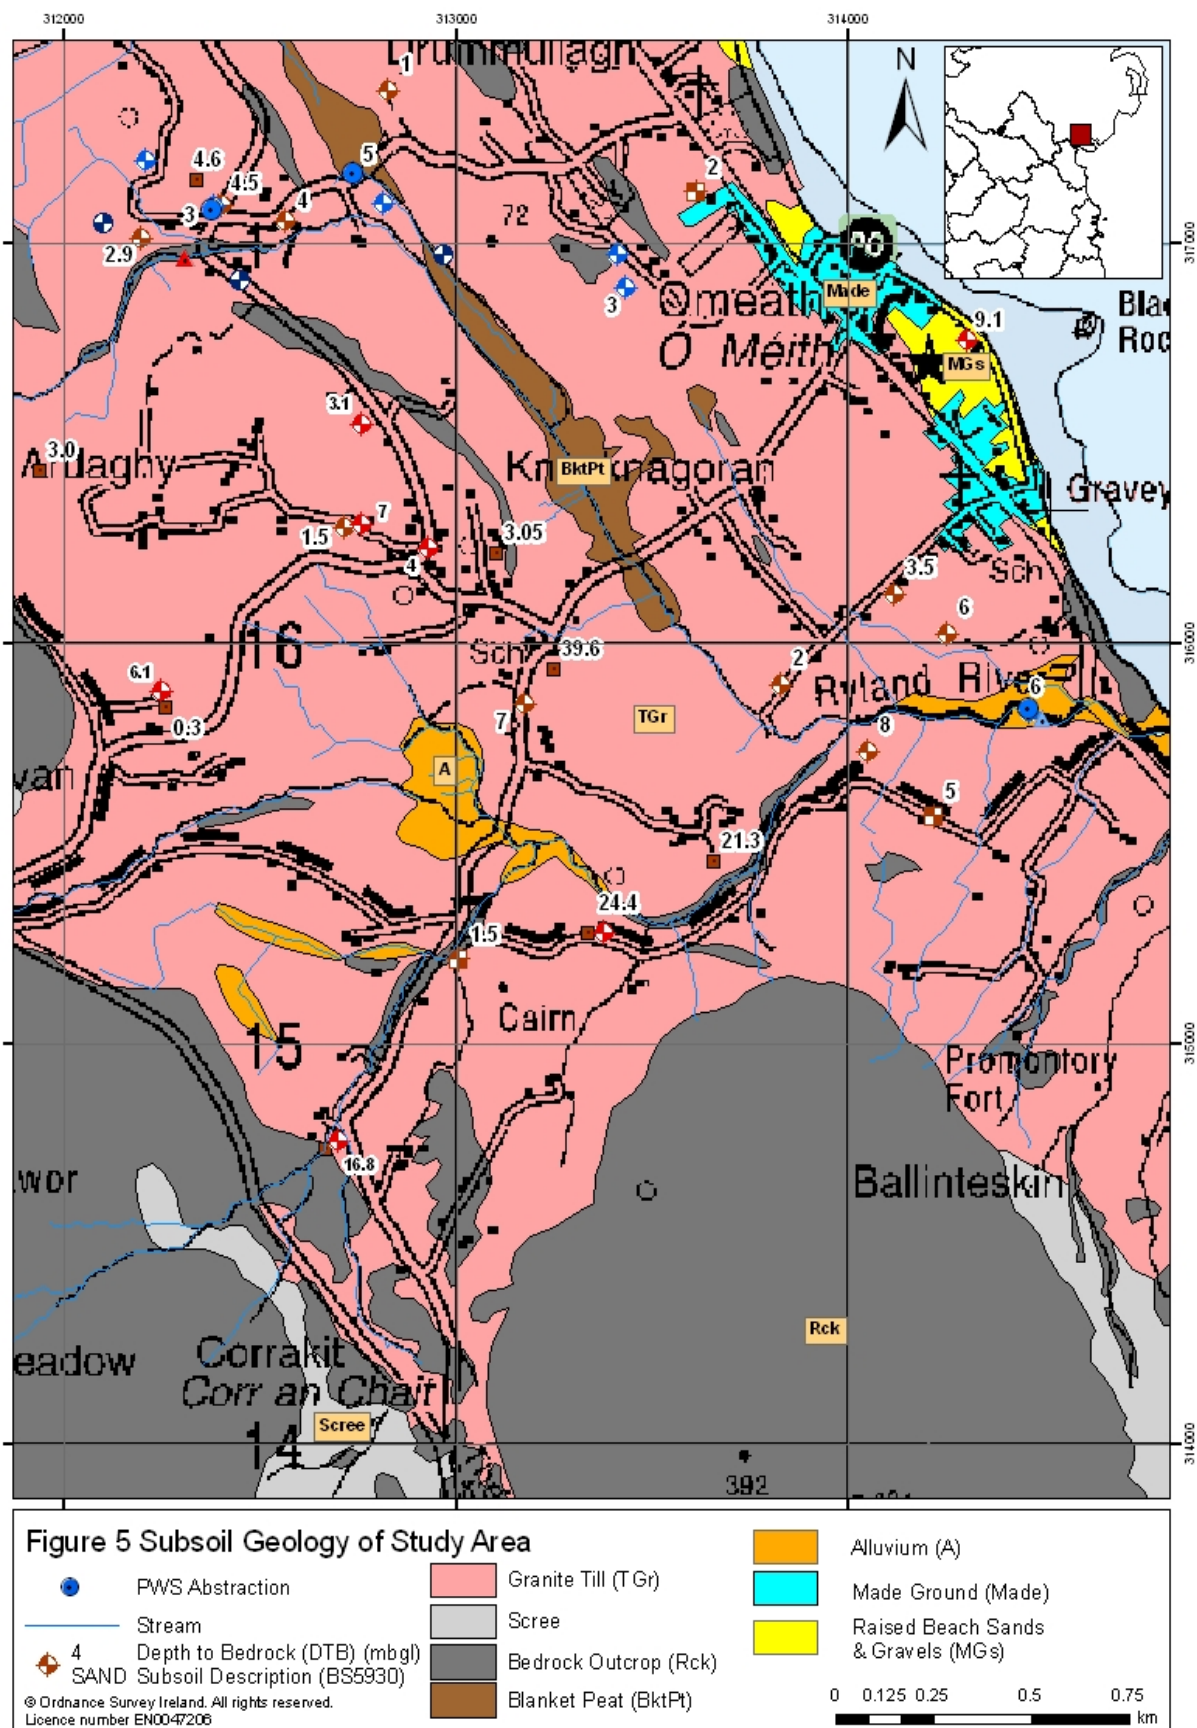 312000
313000
314000
Drummullagh
N
1
2
5
4.6
4.5
4
3
2.9
72
317000
Omeath
Ó Méith
Made
3
9.1
MGs
3.1
3.0
Ardaghy
BktPt
1.5
7
4
3.05
3.5
Sch
6
16
316000
Sch
39.6
2
Ryland River
6
6.1
0.3
7
TGr
8
A
5
21.3
24.4
1.5
Cairn
15
315000
Promontory
Fort
16.8
Ballinteskin
Rck
Corrakit
Corr an Chait
Scree
14
314000
392
Figure 5 Subsoil Geology of Study Area
PWS Abstraction
Stream
4
SAND
Depth to Bedrock (DTB) (mbgl)
Subsoil Description (BS5930)
© Ordnance Survey Ireland. All rights reserved.
Licence number EN0047206
Granite Till (TGr)
Scree
Bedrock Outcrop (Rck)
Blanket Peat (BktPt)
Alluvium (A)
Made Ground (Made)
Raised Beach Sands
& Gravels (MGs)
0 0.125 0.25 0.5 0.75
km